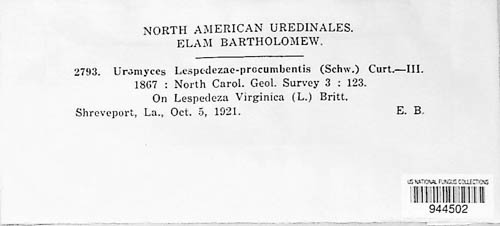 NORTH AMERICAN UREDINALES.
ELAM BARTHOLOMEW.
2793. Uromyces Lespedezae-procumbentis (Schw.) Curt.—III.
1867 : North Carol. Geol. Survey 3 : 123.
On Lespedeza Virginica (L.) Britt.
Shreveport, La., Oct. 5, 1921. E. B.
US NATIONAL FUNGUS COLLECTIONS
944502